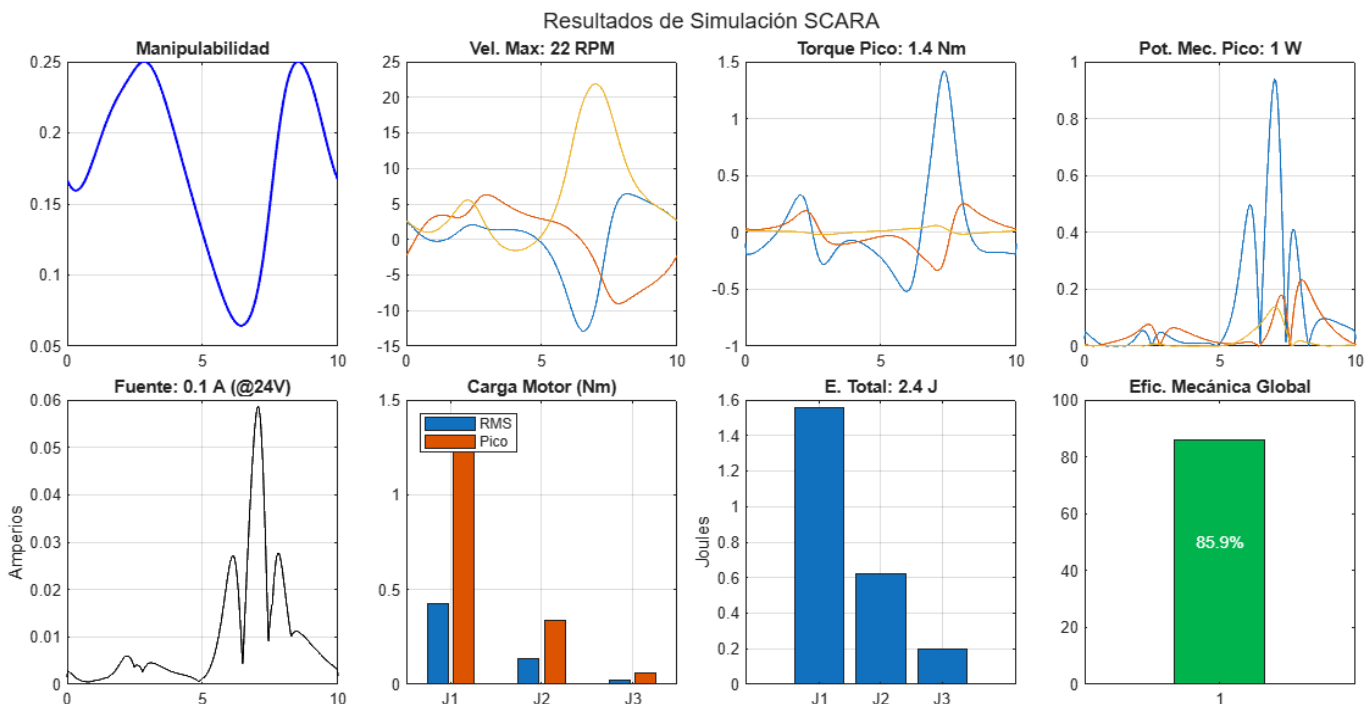 Resultados de Simulación SCARA
Manipulabilidad
0.25
0.2
0.15
0.1
0.05
0 5 10
Vel. Max: 22 RPM
25
20
15
10
5
0
-5
-10
-15
0 5 10
Torque Pico: 1.4 Nm
1.5
1
0.5
0
-0.5
-1
0 5 10
Pot. Mec. Pico: 1 W
1
0.8
0.6
0.4
0.2
0
0 5 10
Fuente: 0.1 A (@24V)
Amperios
0.06
0.05
0.04
0.03
0.02
0.01
0
0 5 10
Carga Motor (Nm)
1.5
1
0.5
0
RMS
Pico
J1 J2 J3
E. Total: 2.4 J
Joules
1.6
1.4
1.2
1
0.8
0.6
0.4
0.2
0
J1 J2 J3
Efic. Mecánica Global
100
80
60
40
20
0
85.9%
1